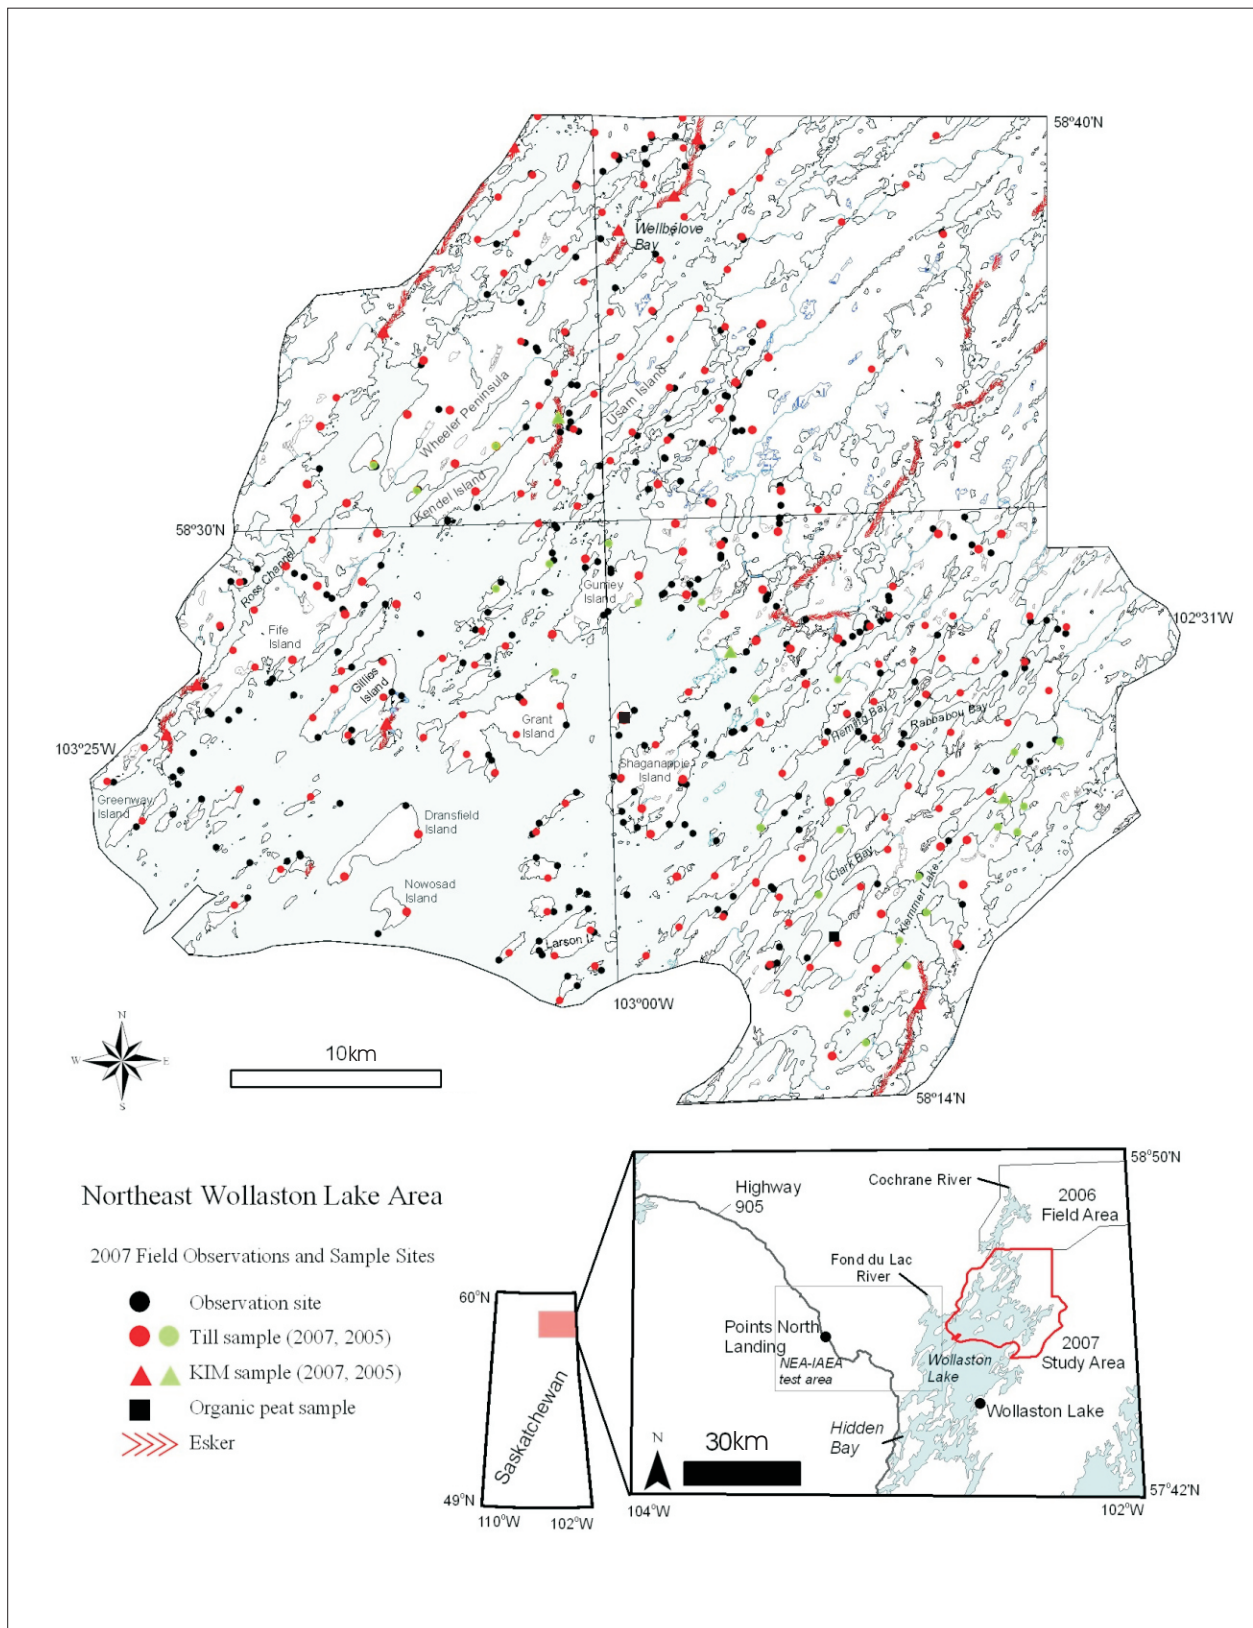 58°40'N
Wellbelove
Bay
Wheeler Peninsula
Usam Island
Kendel Island
58°30'N
Ross Channel
Gurney
Island
102°31'W
Fife
Island
Gillies
Island
Grant
Island
Haming Bay
Rabbabou Bay
103°25'W
Shaganappie
Island
Greenway
Island
Dransfield
Island
Clark Bay
Nowosad
Island
Klemmer Lake
Larson I.
103°00'W
N
W
E
S
10km
58°14'N
Northeast Wollaston Lake Area
2007 Field Observations and Sample Sites
Observation site
Till sample (2007, 2005)
KIM sample (2007, 2005)
Organic peat sample
Esker
60°N
Saskatchewan
49°N
110°W
102°W
58°50'N
Cochrane River
Highway
905
2006
Field Area
Fond du Lac
River
Points North
Landing
NEA-IAEA
test area
Wollaston
Lake
2007
Study Area
Wollaston Lake
Hidden
Bay
N
30km
57°42'N
104°W
102°W